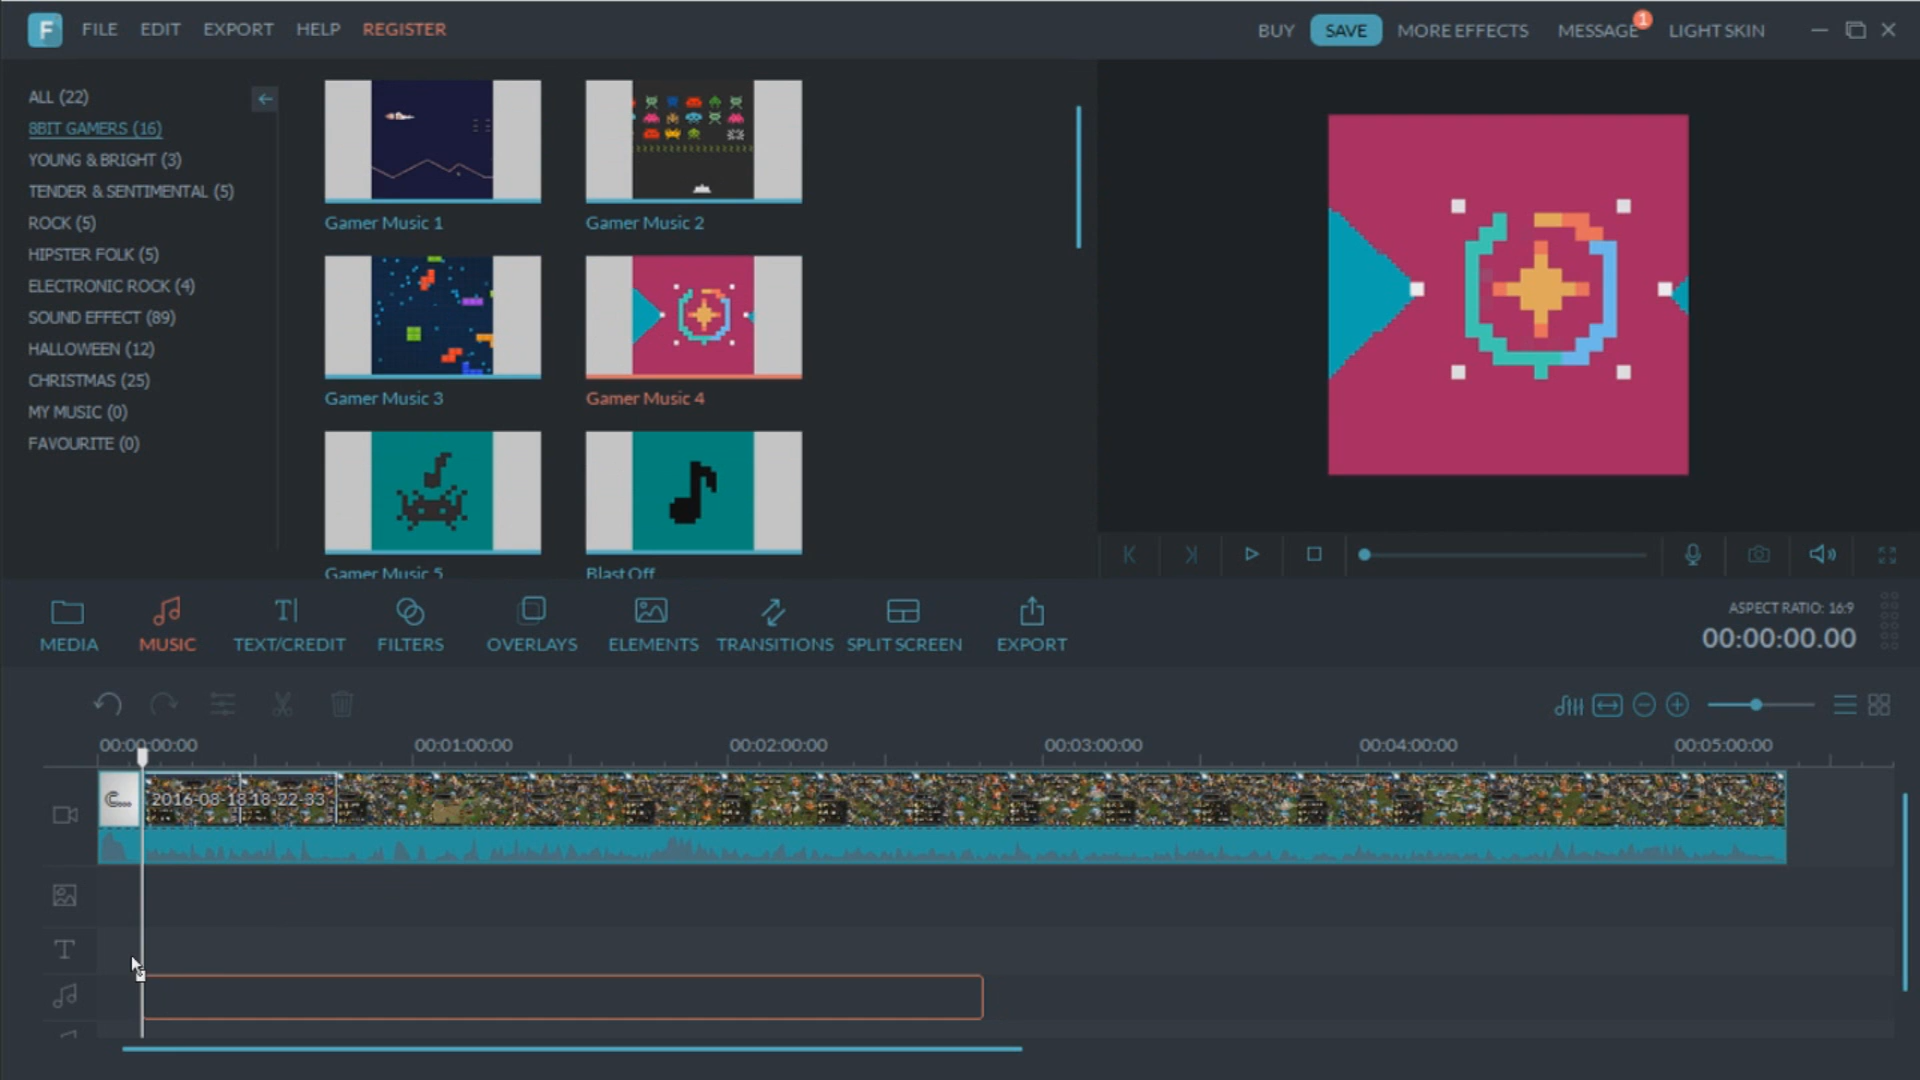 F FILE EDIT EXPORT HELP REGISTER BUY SAVE MORE EFFECTS MESSAGE 1 LIGHT SKIN
ALL (22)
8BIT GAMERS (16)
YOUNG & BRIGHT (3)
TENDER & SENTIMENTAL (5)
ROCK (5)
HIPSTER FOLK (5)
ELECTRONIC ROCK (4)
SOUND EFFECT (89)
HALLOWEEN (12)
CHRISTMAS (25)
MY MUSIC (0)
FAVOURITE (0)
Gamer Music 1 Gamer Music 2
Gamer Music 3 Gamer Music 4
Gamer Music 5 Blast Off
MEDIA MUSIC TEXT/CREDIT FILTERS OVERLAYS ELEMENTS TRANSITIONS SPLIT SCREEN EXPORT
ASPECT RATIO: 16:9
00:00:00.00
00:00:00:00 00:01:00:00 00:02:00:00 00:03:00:00 00:04:00:00 00:05:00:00
C... 2016-08-18 18-22-33